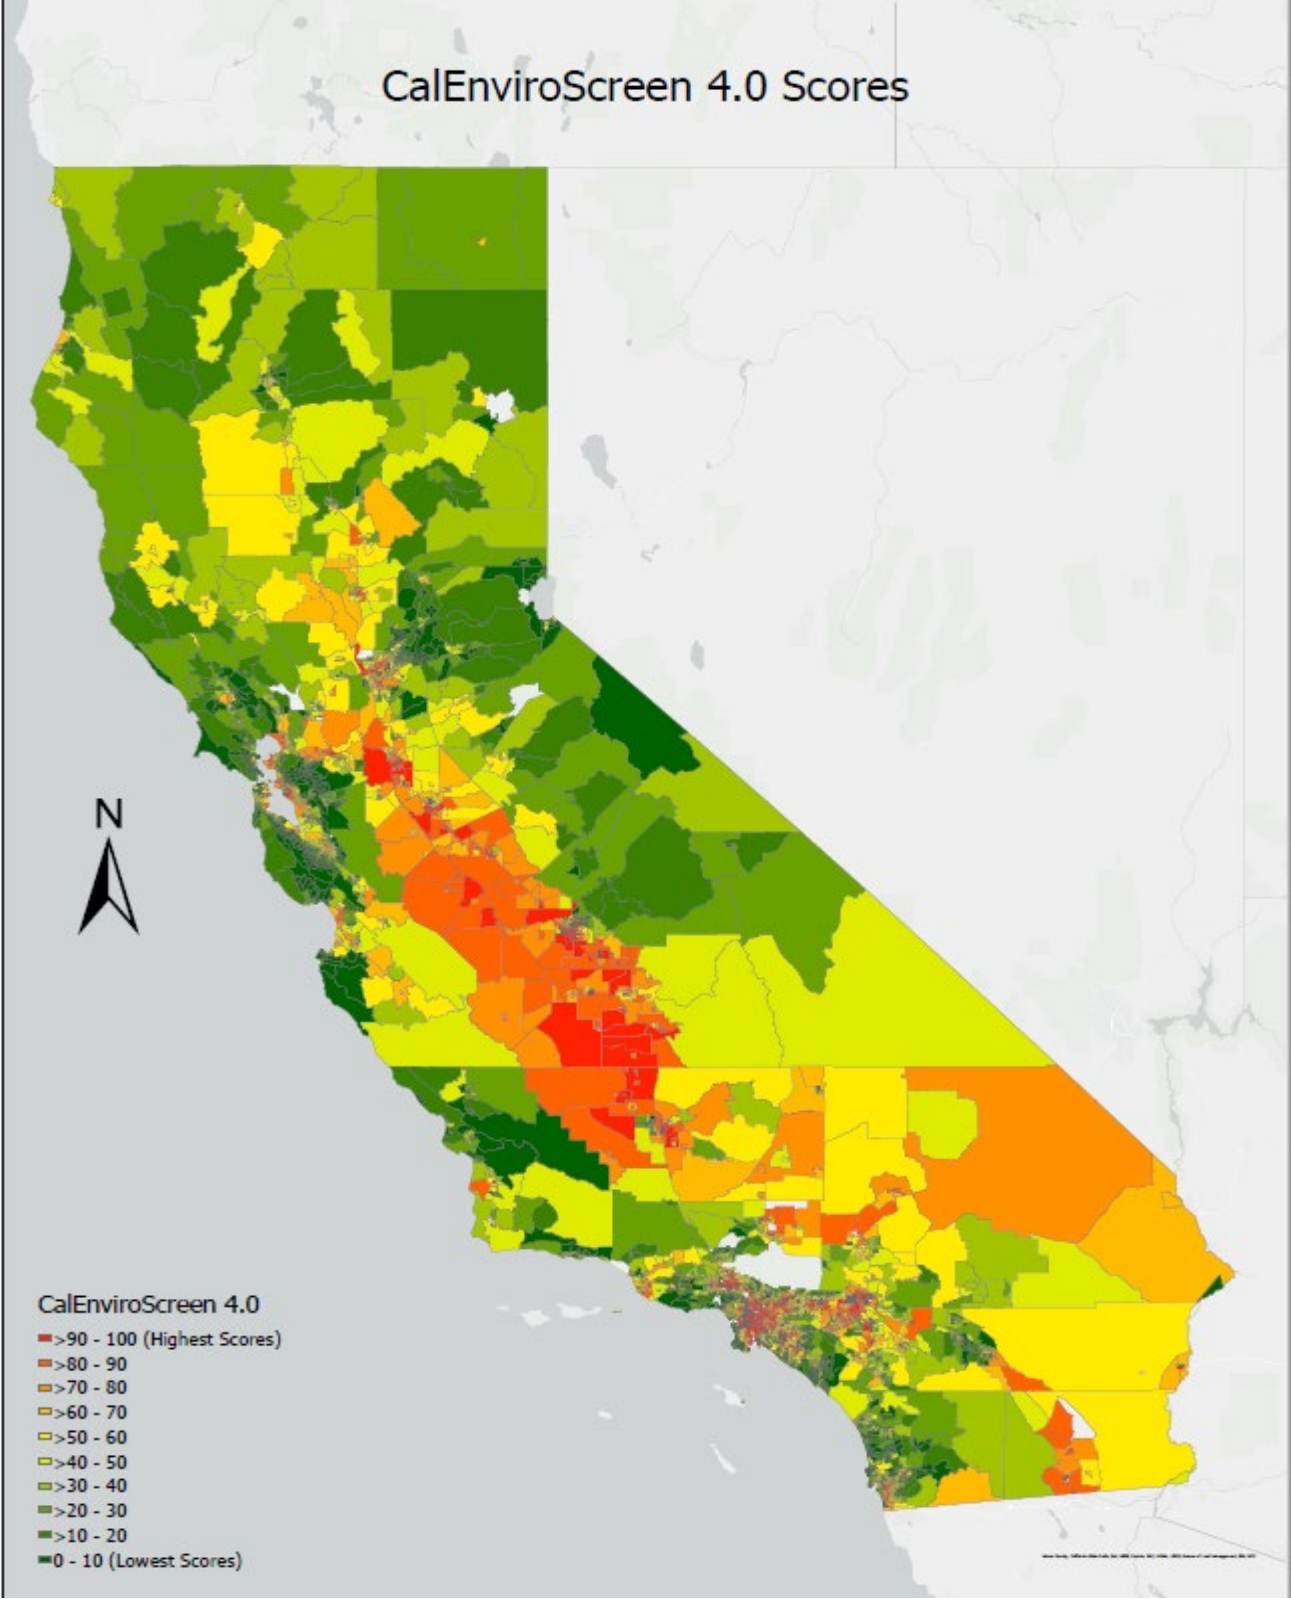 CalEnviroScreen 4.0 Scores
N
CalEnviroScreen 4.0
>90 - 100 (Highest Scores)
>80 - 90
>70 - 80
>60 - 70
>50 - 60
>40 - 50
>30 - 40
>20 - 30
>10 - 20
0 - 10 (Lowest Scores)